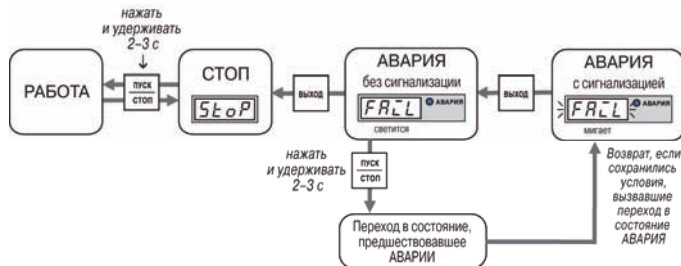 нажать
и удерживать
2–3 с
РАБОТА
ПУСК
СТОП
СТОП
StoP
ВЫХОД
АВАРИЯ
без сигнализации
FAIL
АВАРИЯ
светится
ВЫХОД
АВАРИЯ
с сигнализацией
FAIL
АВАРИЯ
мигает
нажать
и удерживать
2–3 с
ПУСК
СТОП
Возврат, если
сохранились
условия,
вызвавшие
переход в
состояние
АВАРИЯ
Переход в состояние,
предшествовавшее
АВАРИИ